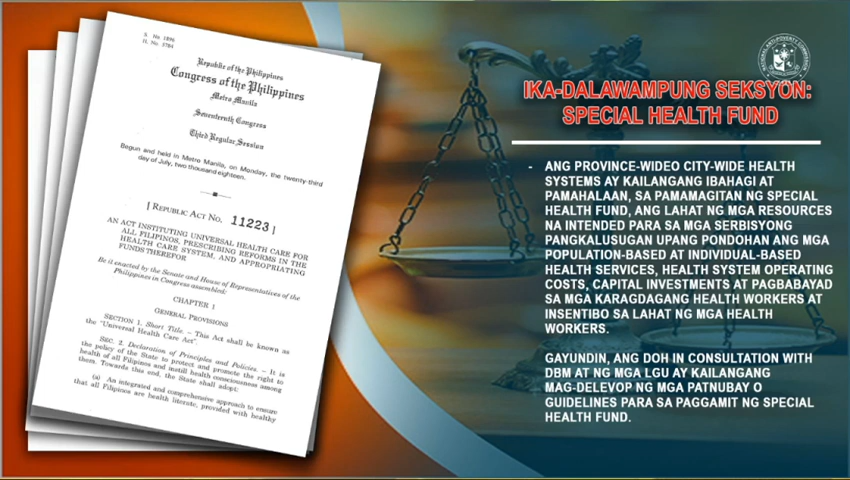 S. No. 1896
H. No. 5784
Republic of the Philippines
Congress of the Philippines
Metro Manila
Seventeenth Congress
Third Regular Session
Begun and held in Metro Manila, on Monday, the twenty-third
day of July, two thousand eighteen.
[ REPUBLIC ACT NO. 11223 ]
AN ACT INSTITUTING UNIVERSAL HEALTH CARE FOR
ALL FILIPINOS, PRESCRIBING REFORMS IN THE
HEALTH CARE SYSTEM, AND APPROPRIATING
FUNDS THEREFOR
Be it enacted by the Senate and House of Representatives of the
Philippines in Congress assembled:
CHAPTER I
GENERAL PROVISIONS
SECTION 1. Short Title. – This Act shall be known as
the "Universal Health Care Act".
SEC. 2. Declaration of Principles and Policies. – It is
the policy of the State to protect and promote the right to
health of all Filipinos and instill health consciousness among
them. Towards this end, the State shall adopt:
(a) An integrated and comprehensive approach to ensure
that all Filipinos are health literate, provided with healthy
IKA-DALAWAMPUNG SEKSYON:
SPECIAL HEALTH FUND
- ANG PROVINCE-WIDEO CITY-WIDE HEALTH
SYSTEMS AY KAILANGANG IBAHAGI AT
PAMAHALAAN, SA PAMAMAGITAN NG SPECIAL
HEALTH FUND, ANG LAHAT NG MGA RESOURCES
NA INTENDED PARA SA MGA SERBISYONG
PANGKALUSUGAN UPANG PONDOHAN ANG MGA
POPULATION-BASED AT INDIVIDUAL-BASED
HEALTH SERVICES, HEALTH SYSTEM OPERATING
COSTS, CAPITAL INVESTMENTS AT PAGBABAYAD
SA MGA KARAGDAGANG HEALTH WORKERS AT
INSENTIBO SA LAHAT NG MGA HEALTH
WORKERS.
GAYUNDIN, ANG DOH IN CONSULTATION WITH
DBM AT NG MGA LGU AY KAILANGANG
MAG-DELEVOP NG MGA PATNUBAY O
GUIDELINES PARA SA PAGGAMIT NG SPECIAL
HEALTH FUND.